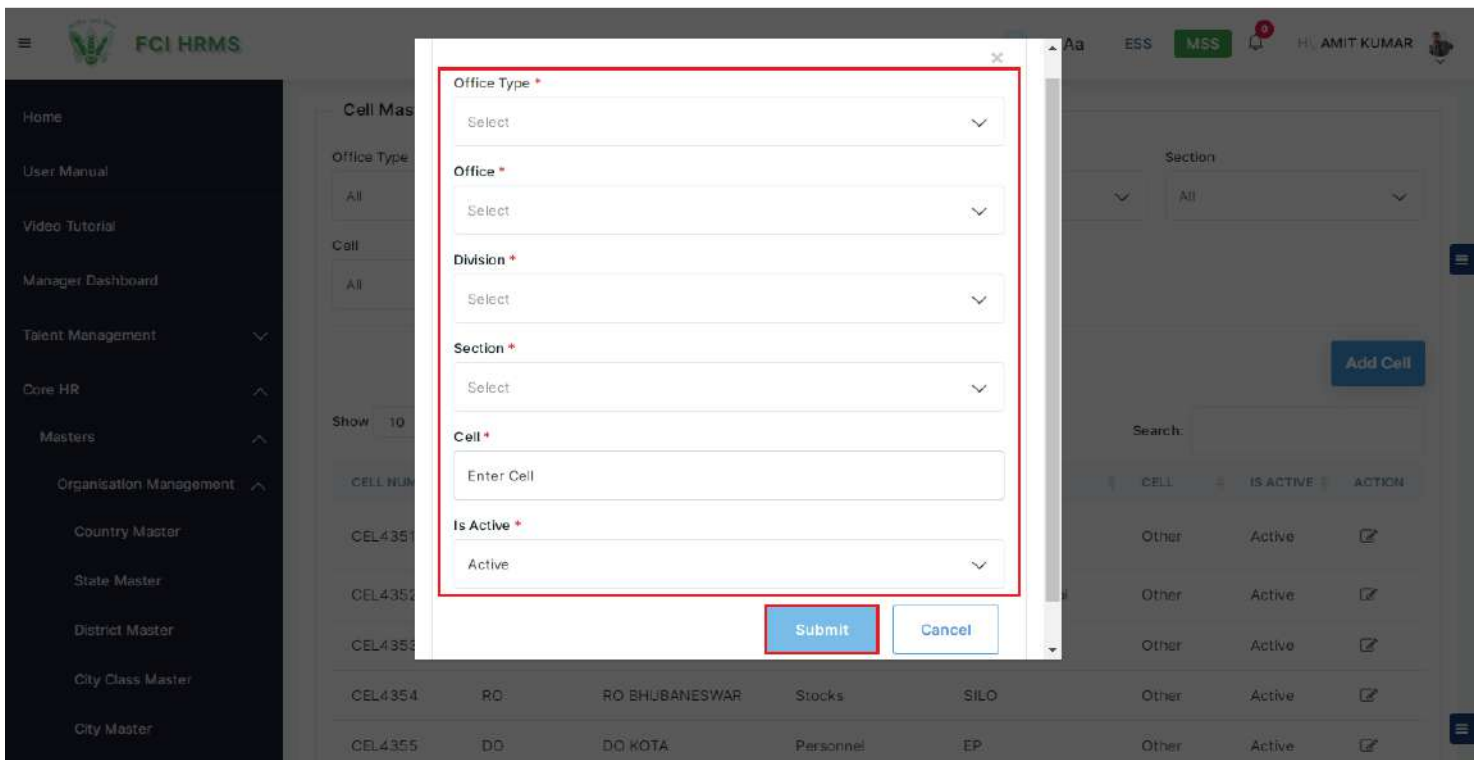 FCI HRMS
Aa ESS MSS 0 Hi, AMIT KUMAR
Home
User Manual
Video Tutorial
Manager Dashboard
Talent Management
Core HR
Masters
Organisation Management
Country Master
State Master
District Master
City Class Master
City Master
Cell Mas
Office Type
All
Section
All
Cell
All
Add Cell
Show 10
Search:
CELL NUM
CELL IS ACTIVE ACTION
CEL4351 Other Active
CEL4352 Other Active
CEL4353 Other Active
CEL4354 RO RO BHUBANESWAR Stocks SILO Other Active
CEL4355 DO DO KOTA Personnel EP Other Active
×
Office Type *
Select
Office *
Select
Division *
Select
Section *
Select
Cell *
Enter Cell
Is Active *
Active
Submit Cancel